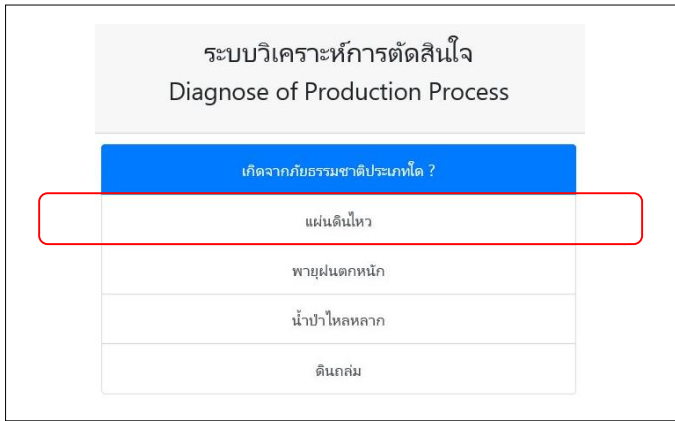 ระบบวิเคราะห์การตัดสินใจ
Diagnose of Production Process
เกิดจากภัยธรรมชาติประเภทใด ?
แผ่นดินไหว
พายุฝนตกหนัก
น้ำป่าไหลหลาก
ดินถล่ม